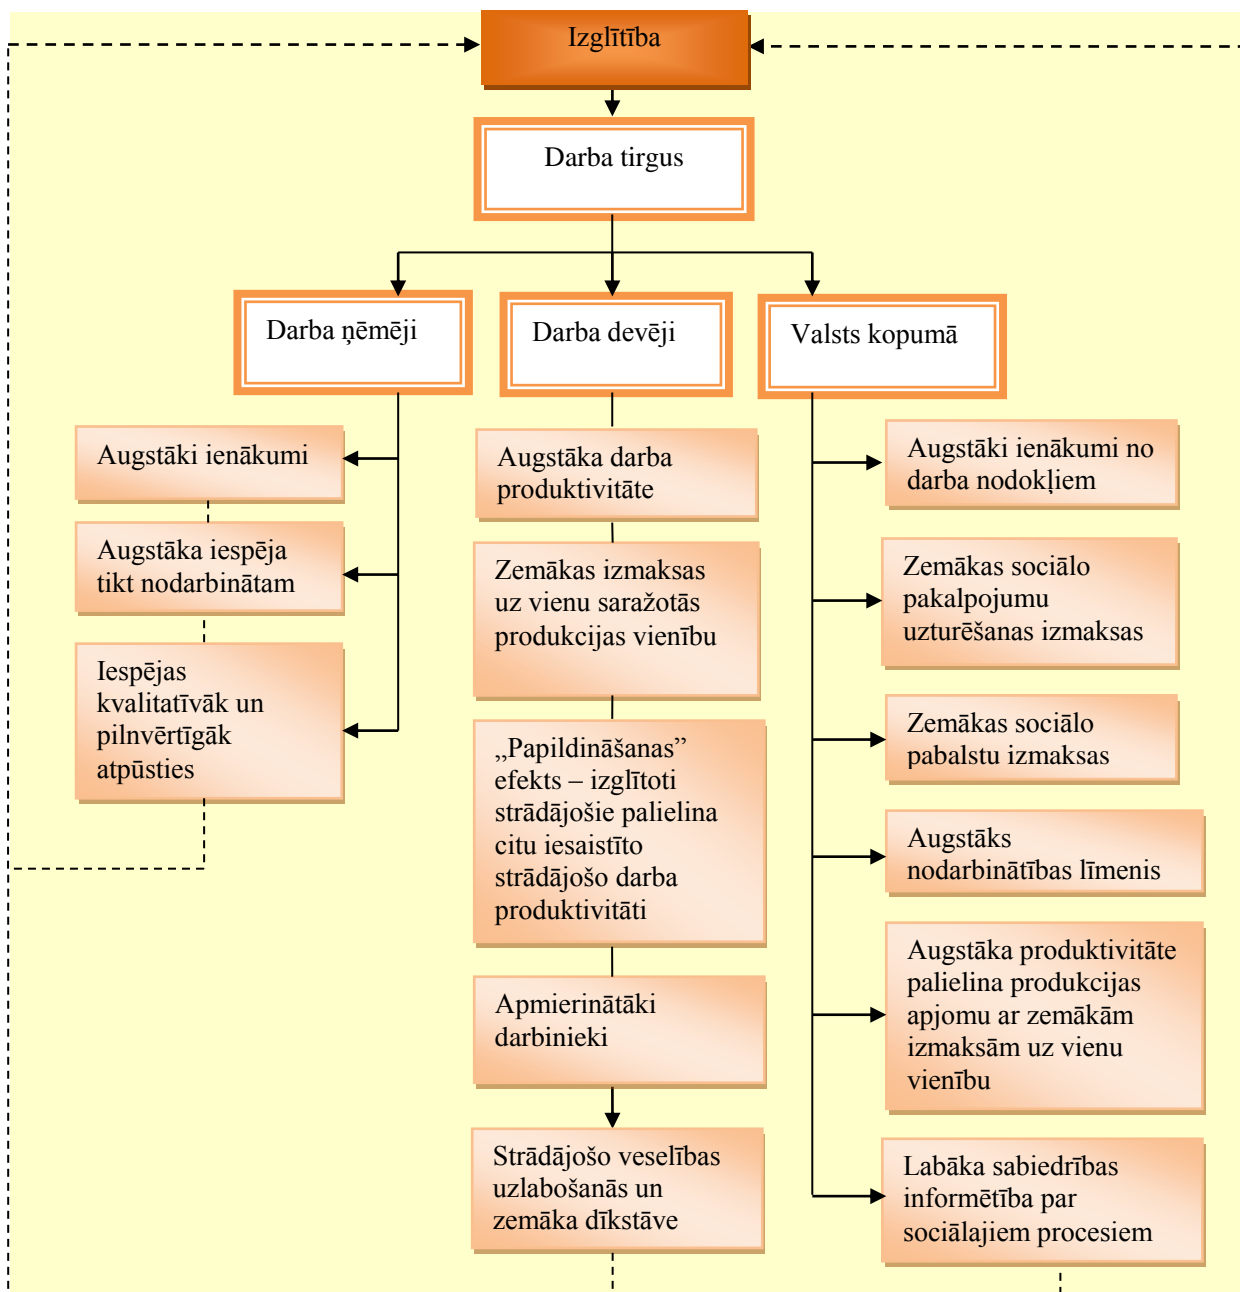 Izglītība
Darba tirgus
Darba ņēmēji
Darba devēji
Valsts kopumā
Augstāki ienākumi
Augstāka iespēja
tikt nodarbinātam
Iespējas
kvalitatīvāk un
pilnvērtīgāk
atpūsties
Augstāka darba
produktivitāte
Zemākas izmaksas
uz vienu saražotās
produkcijas vienību
„Papildināšanas”
efekts – izglītoti
strādājošie palielina
citu iesaistīto
strādājošo darba
produktivitāti
Apmierinātāki
darbinieki
Strādājošo veselības
uzlabošanās un
zemāka dīkstāve
Augstāki ienākumi no
darba nodokļiem
Zemākas sociālo
pakalpojumu
uzturēšanas izmaksas
Zemākas sociālo
pabalstu izmaksas
Augstāks
nodarbinātības līmenis
Augstāka produktivitāte
palielina produkcijas
apjomu ar zemākām
izmaksām uz vienu
vienību
Labāka sabiedrības
informētība par
sociālajiem procesiem